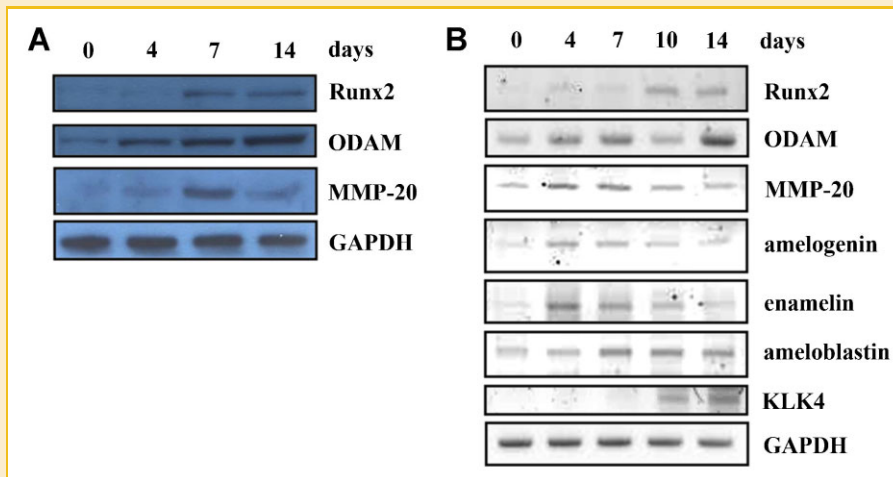 A
0 4 7 14 days
Runx2
ODAM
MMP-20
GAPDH
B
0 4 7 10 14 days
Runx2
ODAM
MMP-20
amelogenin
enamelin
ameloblastin
KLK4
GAPDH